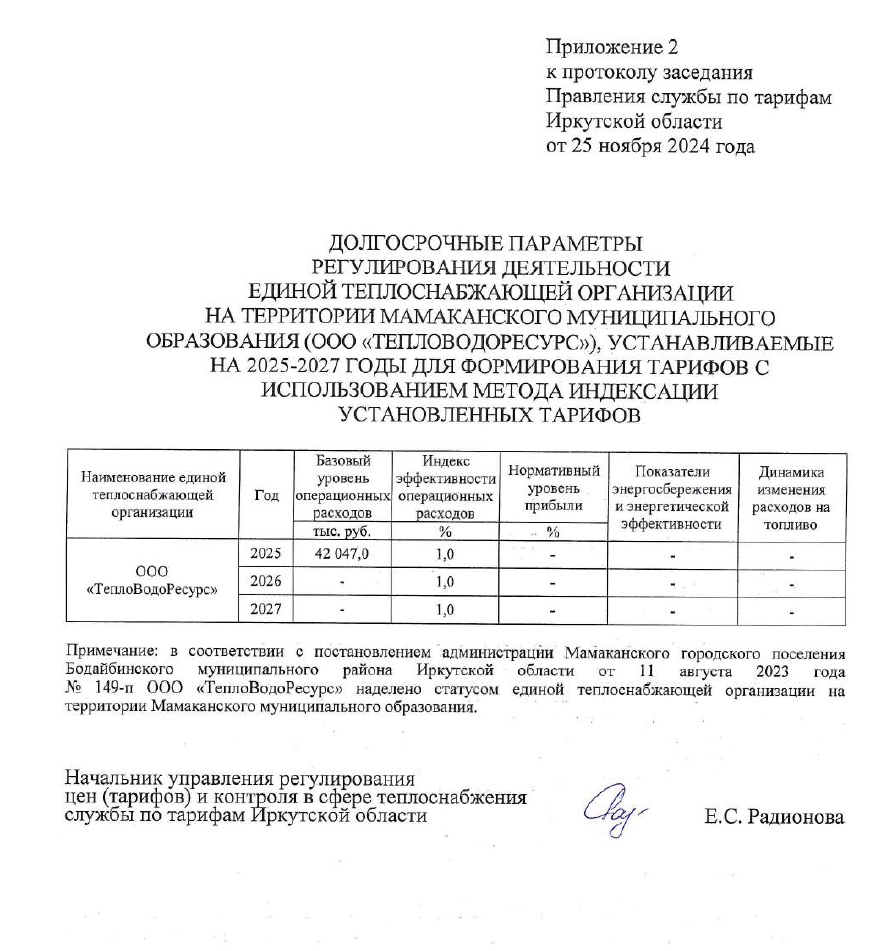 Приложение 2
к протоколу заседания
Правления службы по тарифам
Иркутской области
от 25 ноября 2024 года
ДОЛГОСРОЧНЫЕ ПАРАМЕТРЫ
РЕГУЛИРОВАНИЯ ДЕЯТЕЛЬНОСТИ
ЕДИНОЙ ТЕПЛОСНАБЖАЮЩЕЙ ОРГАНИЗАЦИИ
НА ТЕРРИТОРИИ МАМАКАНСКОГО МУНИЦИПАЛЬНОГО
ОБРАЗОВАНИЯ (ООО «ТЕПЛОВОДОРЕСУРС»), УСТАНАВЛИВАЕМЫЕ
НА 2025-2027 ГОДЫ ДЛЯ ФОРМИРОВАНИЯ ТАРИФОВ С
ИСПОЛЬЗОВАНИЕМ МЕТОДА ИНДЕКСАЦИИ
УСТАНОВЛЕННЫХ ТАРИФОВ
Наименование единой
теплоснабжающей
организации
Год
Базовый
уровень
операционных
расходов
тыс. руб.
Индекс
эффективности
операционных
расходов
%
Нормативный
уровень
прибыли
%
Показатели
энергосбережения
и энергетической
эффективности
Динамика
изменения
расходов на
топливо
ООО
«ТеплоВодоРесурс»
2025 42 047,0 1,0 - - -
2026 - 1,0 - - -
2027 - 1,0 - - -
Примечание: в соответствии с постановлением администрации Мамаканского городского поселения
Бодайбинского муниципального района Иркутской области от 11 августа 2023 года
№ 149-п ООО «ТеплоВодоРесурс» наделено статусом единой теплоснабжающей организации на
территории Мамаканского муниципального образования.
Начальник управления регулирования
цен (тарифов) и контроля в сфере теплоснабжения
службы по тарифам Иркутской области
Е.С. Радионова